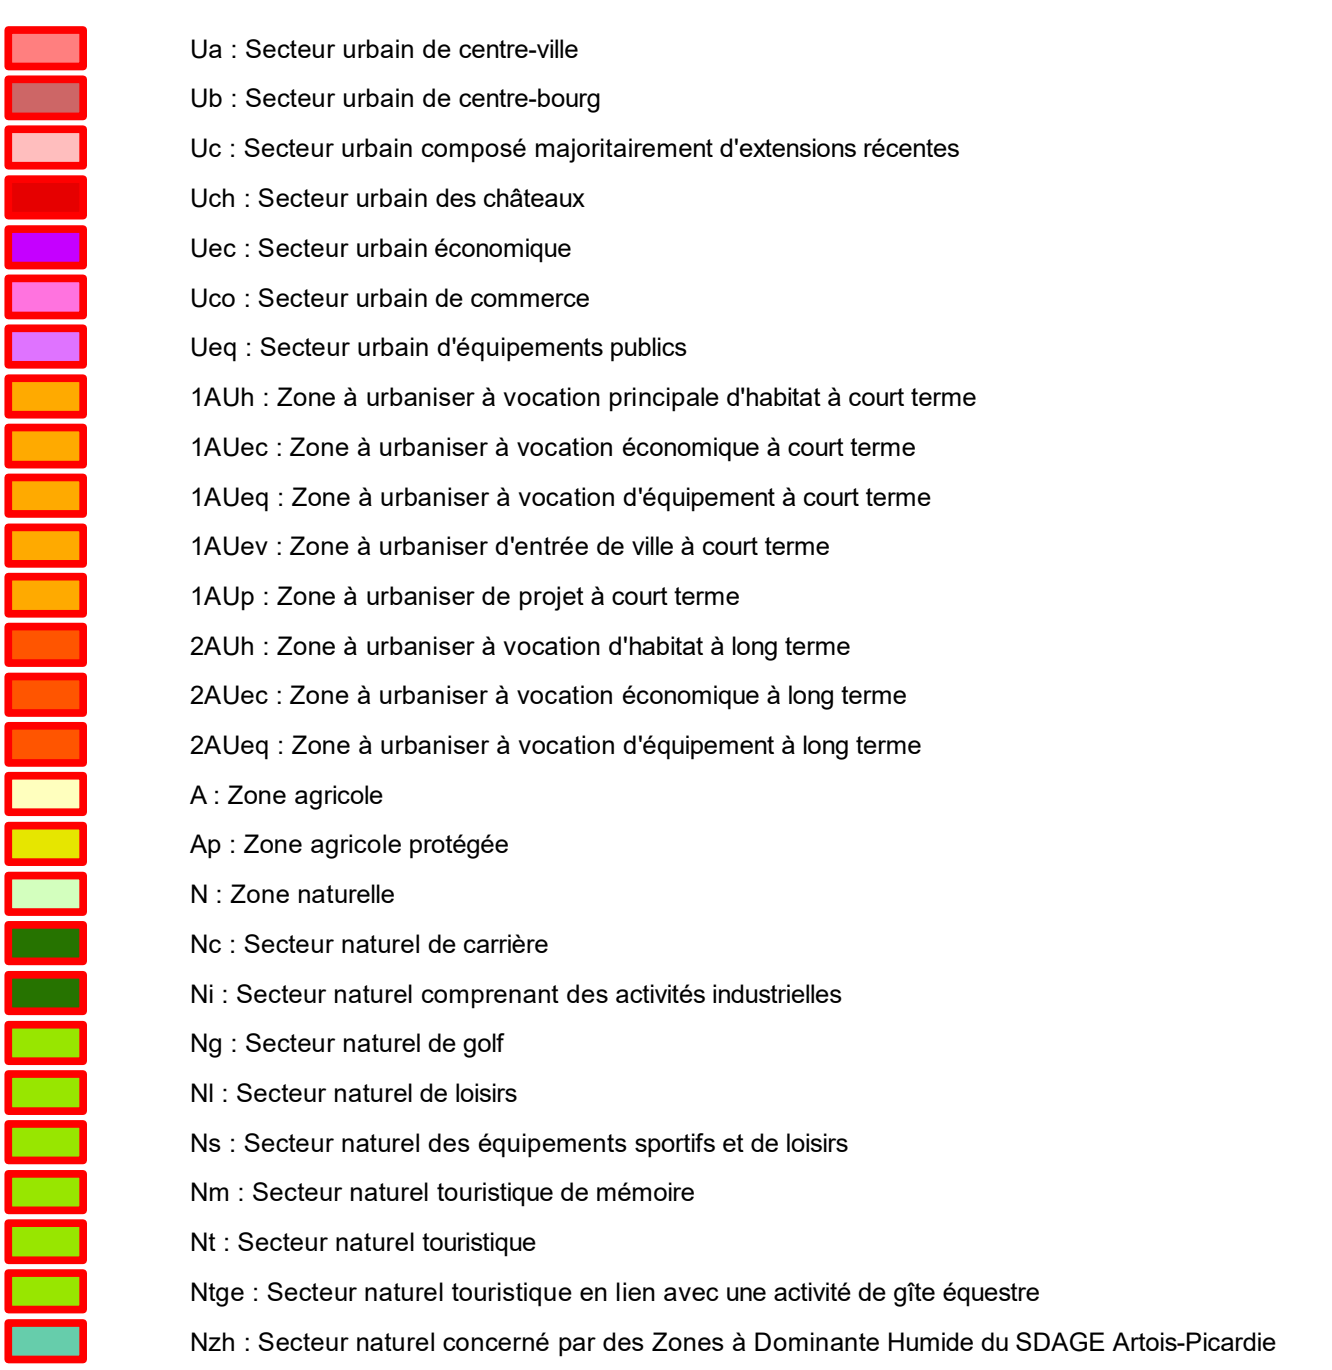 Ua : Secteur urbain de centre-ville
Ub : Secteur urbain de centre-bourg
Uc : Secteur urbain composé majoritairement d'extensions récentes
Uch : Secteur urbain des châteaux
Uec : Secteur urbain économique
Uco : Secteur urbain de commerce
Ueq : Secteur urbain d'équipements publics
1AUh : Zone à urbaniser à vocation principale d'habitat à court terme
1AUec : Zone à urbaniser à vocation économique à court terme
1AUeq : Zone à urbaniser à vocation d'équipement à court terme
1AUev : Zone à urbaniser d'entrée de ville à court terme
1AUp : Zone à urbaniser de projet à court terme
2AUh : Zone à urbaniser à vocation d'habitat à long terme
2AUec : Zone à urbaniser à vocation économique à long terme
2AUeq : Zone à urbaniser à vocation d'équipement à long terme
A : Zone agricole
Ap : Zone agricole protégée
N : Zone naturelle
Nc : Secteur naturel de carrière
Ni : Secteur naturel comprenant des activités industrielles
Ng : Secteur naturel de golf
Nl : Secteur naturel de loisirs
Ns : Secteur naturel des équipements sportifs et de loisirs
Nm : Secteur naturel touristique de mémoire
Nt : Secteur naturel touristique
Ntge : Secteur naturel touristique en lien avec une activité de gîte équestre
Nzh : Secteur naturel concerné par des Zones à Dominante Humide du SDAGE Artois-Picardie